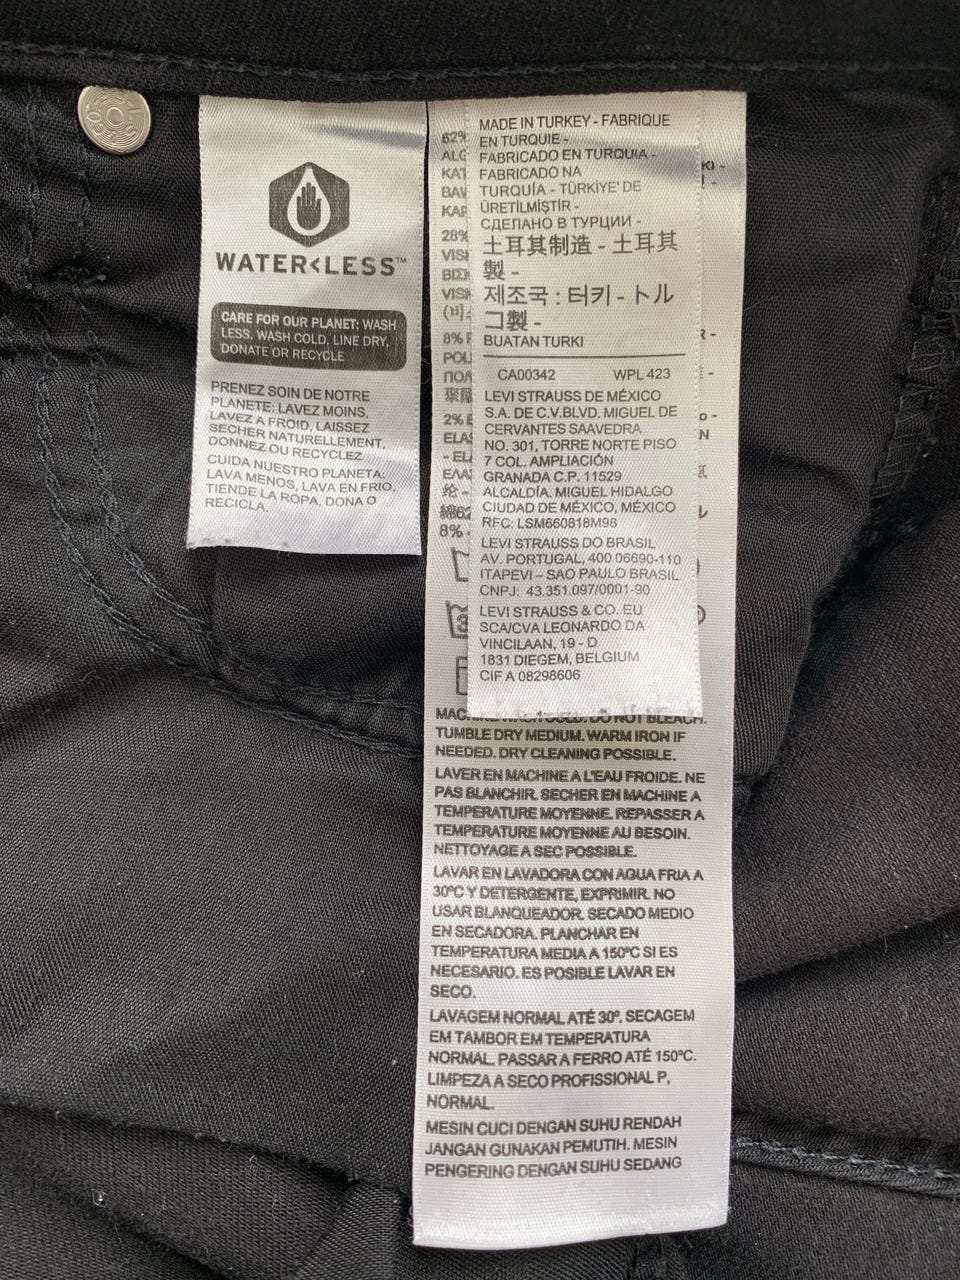 WATER<LESS™
CARE FOR OUR PLANET: WASH
LESS, WASH COLD, LINE DRY,
DONATE OR RECYCLE
PRENEZ SOIN DE NOTRE
PLANETE: LAVEZ MOINS,
LAVEZ A FROID, LAISSEZ
SECHER NATURELLEMENT,
DONNEZ OU RECYCLEZ
CUIDA NUESTRO PLANETA:
LAVA MENOS, LAVA EN FRIO,
TIENDE LA ROPA, DONA O
RECICLA.
MADE IN TURKEY - FABRIQUE
EN TURQUIE -
FABRICADO EN TURQUIA -
FABRICADO NA
TURQUÍA - TÜRKİYE' DE
ÜRETİLMİŞTİR -
СДЕЛАНО В ТУРЦИИ -
土耳其制造 - 土耳其
製 -
제조국 : 터키 - トル
コ製 -
BUATAN TURKI
CA00342 WPL 423
LEVI STRAUSS DE MÉXICO
S.A. DE C.V.BLVD. MIGUEL DE
CERVANTES SAAVEDRA
NO. 301, TORRE NORTE PISO
7 COL. AMPLIACIÓN
GRANADA C.P. 11529
ALCALDÍA. MIGUEL HIDALGO
CIUDAD DE MÉXICO, MÉXICO
RFC: LSM660818M98
LEVI STRAUSS DO BRASIL
AV. PORTUGAL, 400 06690-110
ITAPEVI – SAO PAULO BRASIL
CNPJ: 43.351.097/0001-90
LEVI STRAUSS & CO. EU
SCA/CVA LEONARDO DA
VINCILAAN, 19 - D
1831 DIEGEM, BELGIUM
CIF A 08298606
62%
28%
8%
2%
8%
DO NOT BLEACH.
TUMBLE DRY MEDIUM. WARM IRON IF
NEEDED. DRY CLEANING POSSIBLE.
LAVER EN MACHINE A L'EAU FROIDE. NE
PAS BLANCHIR. SECHER EN MACHINE A
TEMPERATURE MOYENNE. REPASSER A
TEMPERATURE MOYENNE AU BESOIN.
NETTOYAGE A SEC POSSIBLE.
LAVAR EN LAVADORA CON AGUA FRIA A
30ºC Y DETERGENTE, EXPRIMIR. NO
USAR BLANQUEADOR. SECADO MEDIO
EN SECADORA. PLANCHAR EN
TEMPERATURA MEDIA A 150ºC SI ES
NECESARIO. ES POSIBLE LAVAR EN
SECO.
LAVAGEM NORMAL ATÉ 30º. SECAGEM
EM TAMBOR EM TEMPERATURA
NORMAL. PASSAR A FERRO ATÉ 150ºC.
LIMPEZA A SECO PROFISSIONAL P,
NORMAL.
MESIN CUCI DENGAN SUHU RENDAH
JANGAN GUNAKAN PEMUTIH. MESIN
PENGERING DENGAN SUHU SEDANG